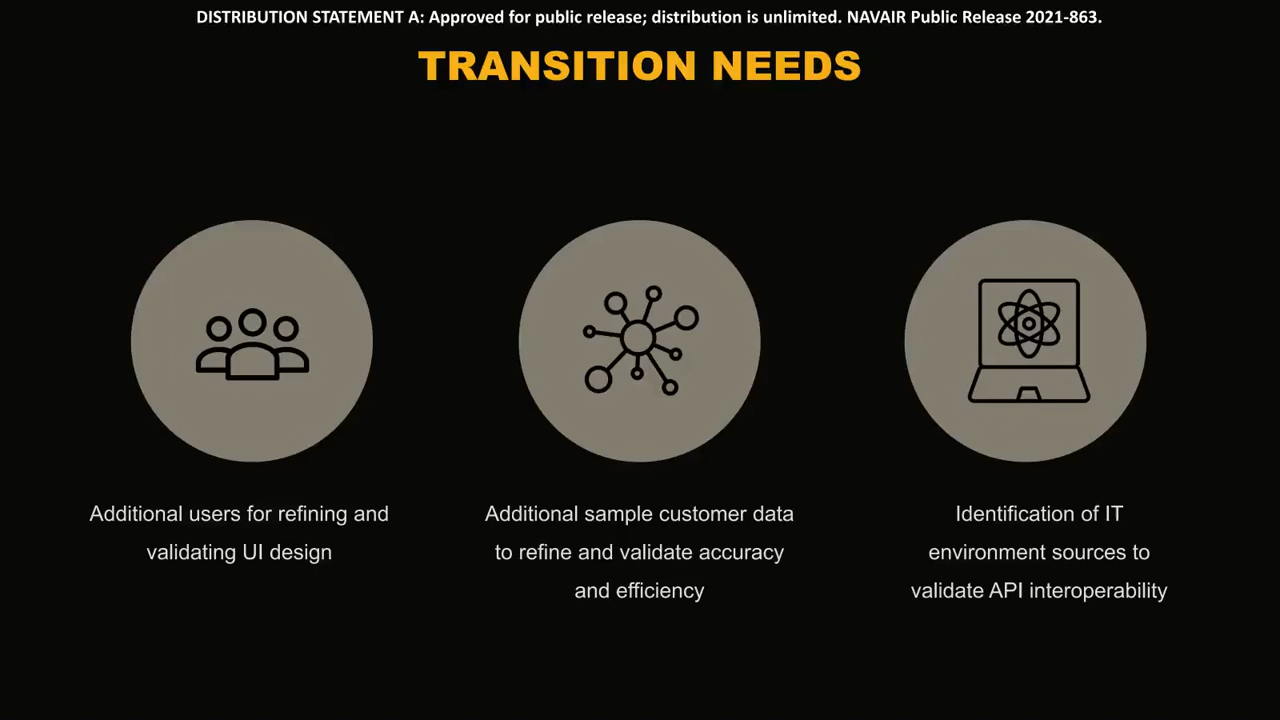 DISTRIBUTION STATEMENT A: Approved for public release; distribution is unlimited. NAVAIR Public Release 2021-863.
TRANSITION NEEDS
Additional users for refining and
validating UI design
Additional sample customer data
to refine and validate accuracy
and efficiency
Identification of IT
environment sources to
validate API interoperability